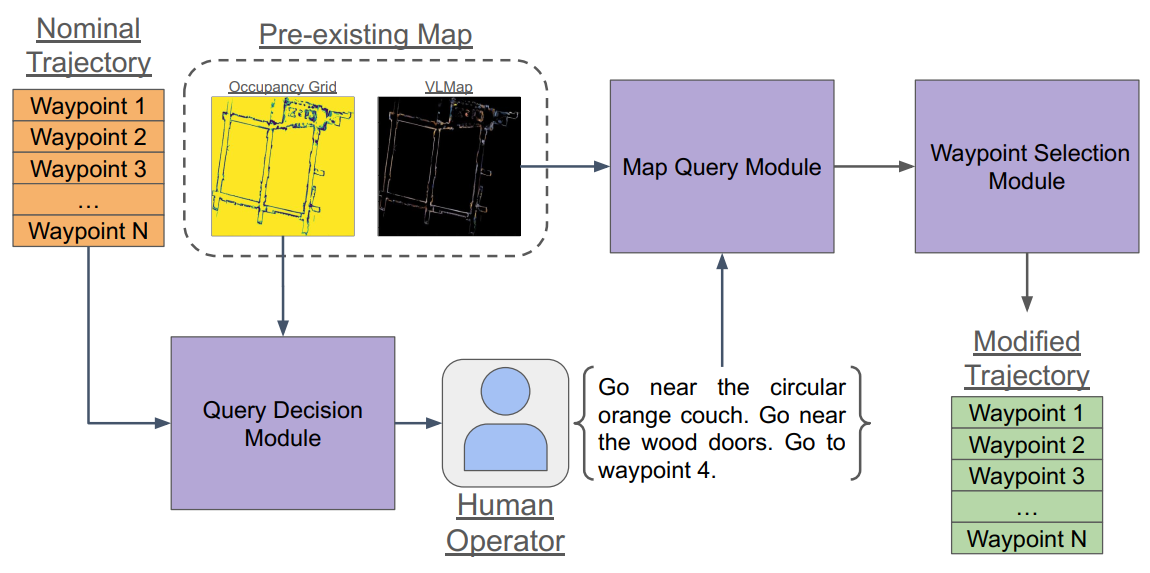 Nominal
Trajectory
Waypoint 1
Waypoint 2
Waypoint 3
...
Waypoint N
Pre-existing Map
Occupancy Grid
VLMap
Map Query Module
Waypoint Selection
Module
Query Decision
Module
Human
Operator
Go near the circular
orange couch. Go near
the wood doors. Go to
waypoint 4.
Modified
Trajectory
Waypoint 1
Waypoint 2
Waypoint 3
...
Waypoint N